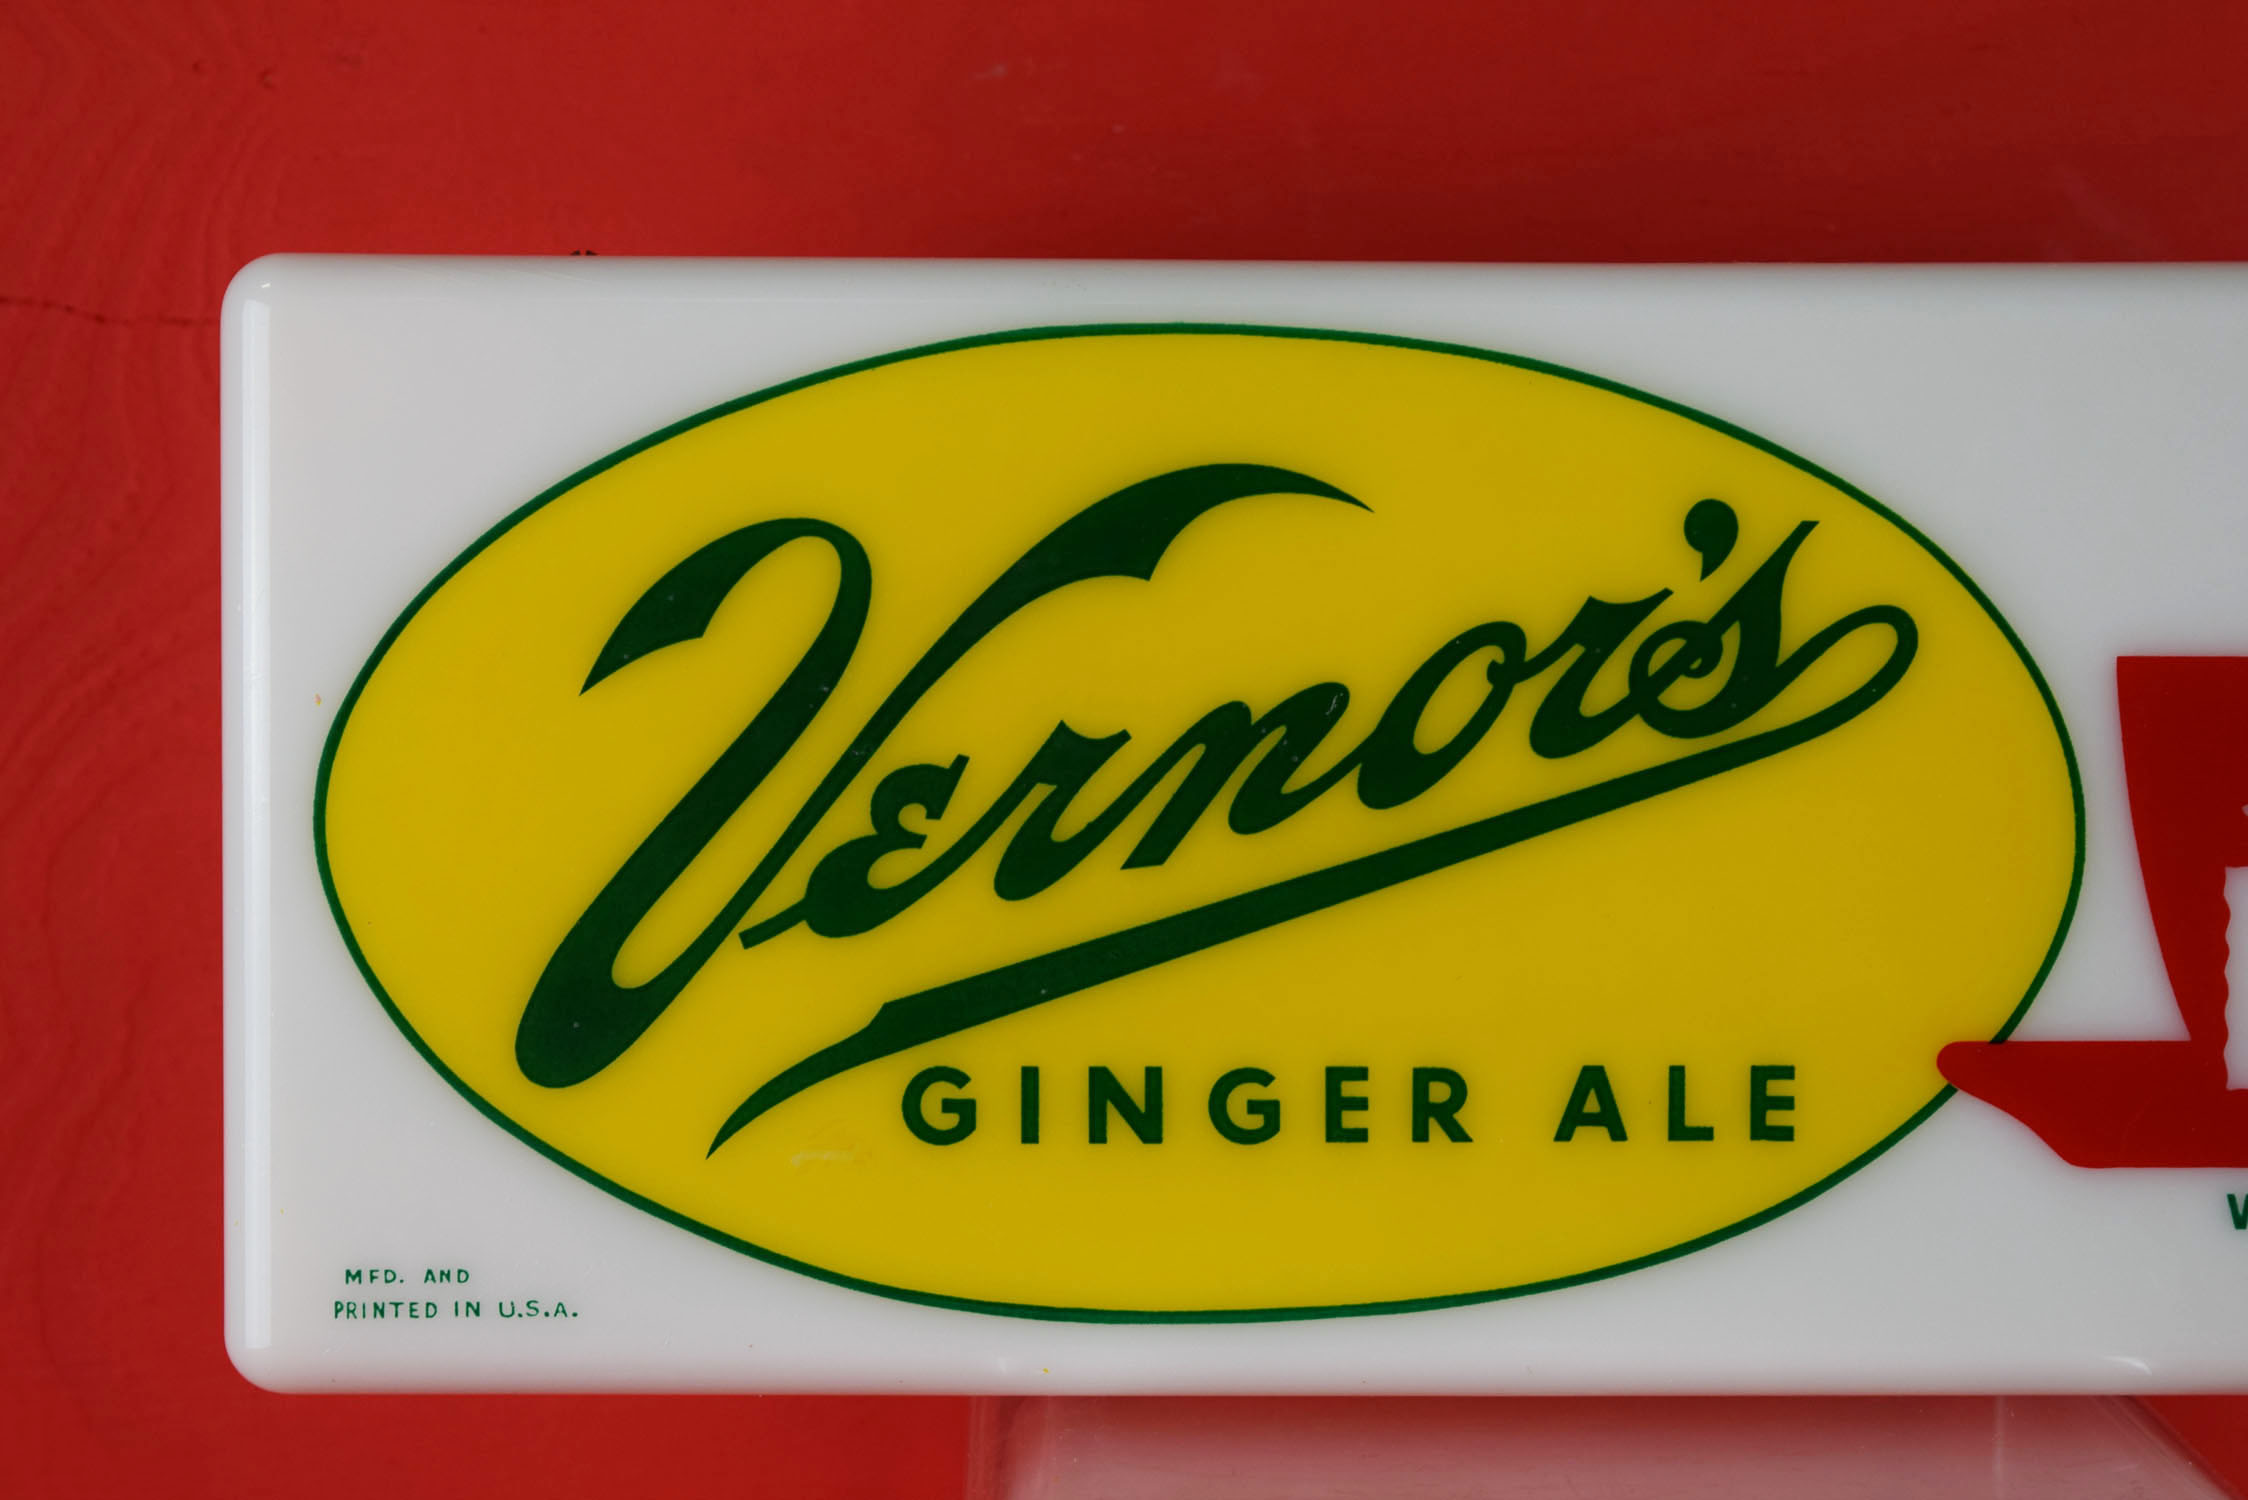 Vernor's
GINGER ALE
MFD. AND
PRINTED IN U.S.A.